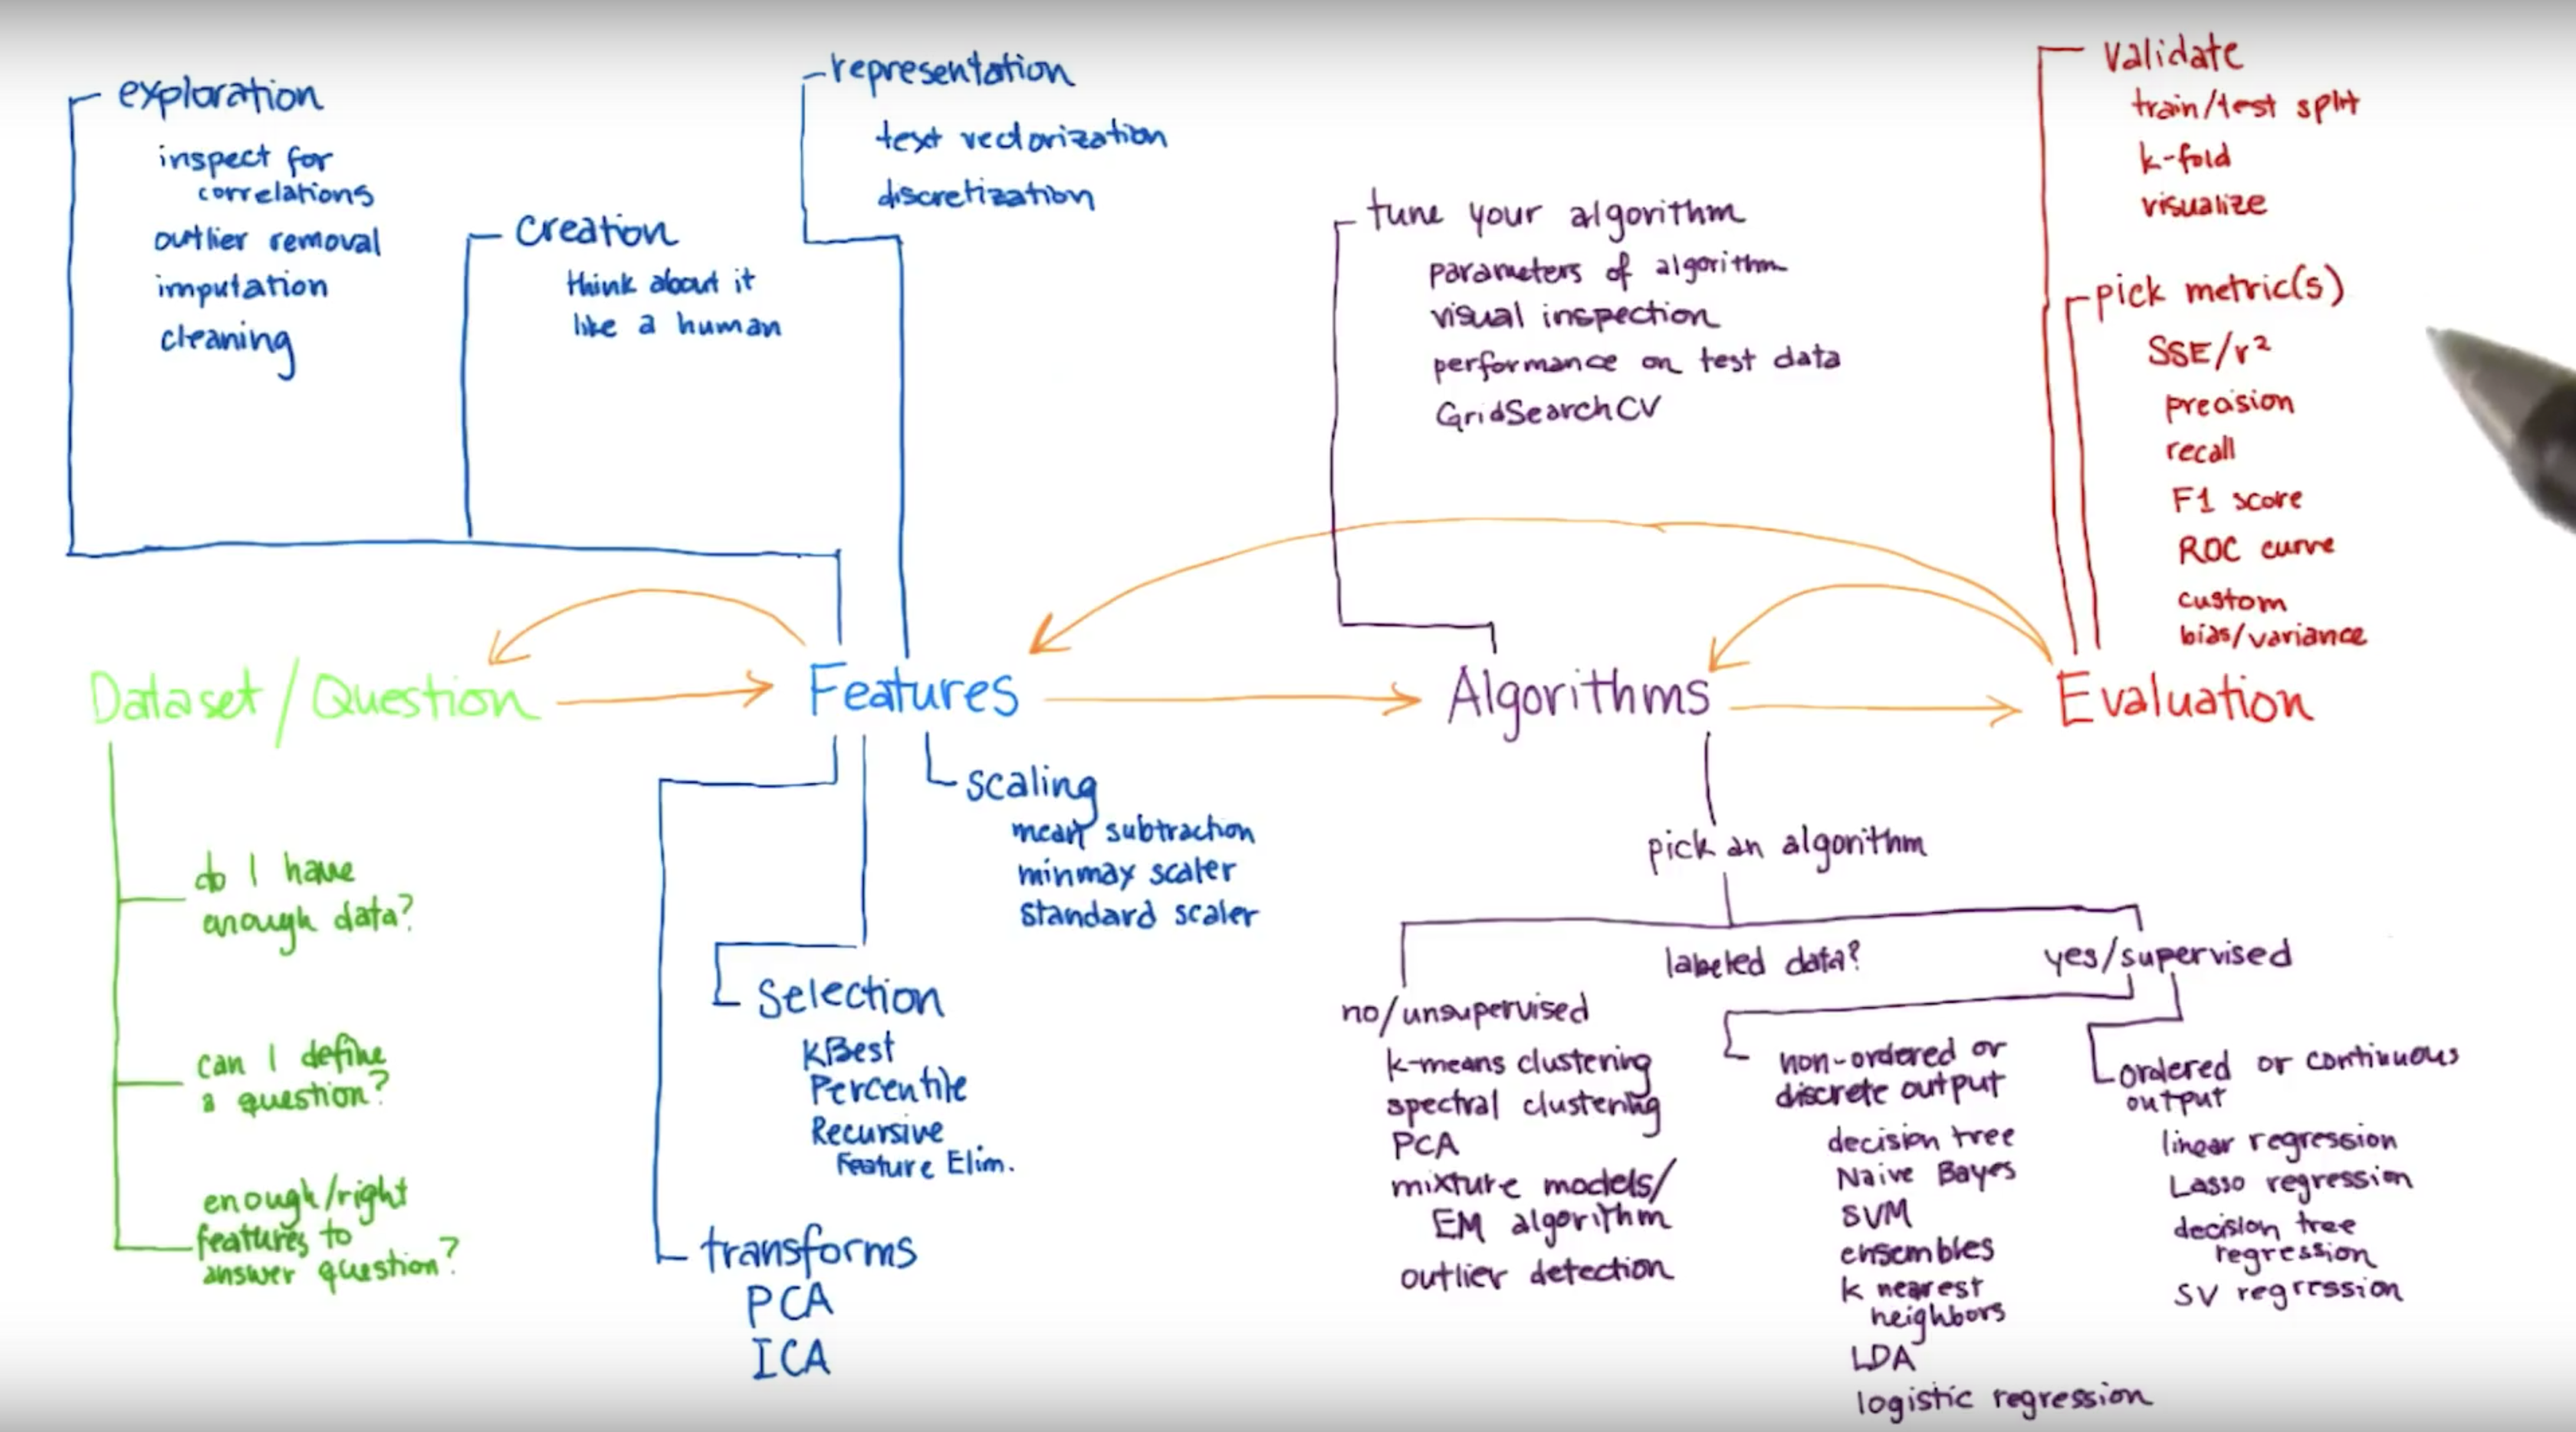 exploration
inspect for
correlations
outlier removal
imputation
cleaning
creation
think about it
like a human
representation
text vectorization
discretization
tune your algorithm
parameters of algorithm
visual inspection
performance on test data
GridSearchCV
validate
train/test split
k-fold
visualize
pick metric(s)
SSE/r²
precision
recall
F1 score
ROC curve
custom
bias/variance
Dataset/Question
Features
Algorithms
Evaluation
do I have
enough data?
can I define
a question?
enough/right
features to
answer question?
scaling
mean subtraction
minmax scaler
standard scaler
selection
KBest
Percentile
Recursive
Feature Elim.
transforms
PCA
ICA
pick an algorithm
labeled data?
no/unsupervised
k-means clustering
spectral clustering
PCA
mixture models/
EM algorithm
outlier detection
yes/supervised
non-ordered or
discrete output
decision tree
Naive Bayes
SVM
ensembles
k nearest
neighbors
LDA
logistic regression
ordered or continuous
output
linear regression
Lasso regression
decision tree
regression
SV regression